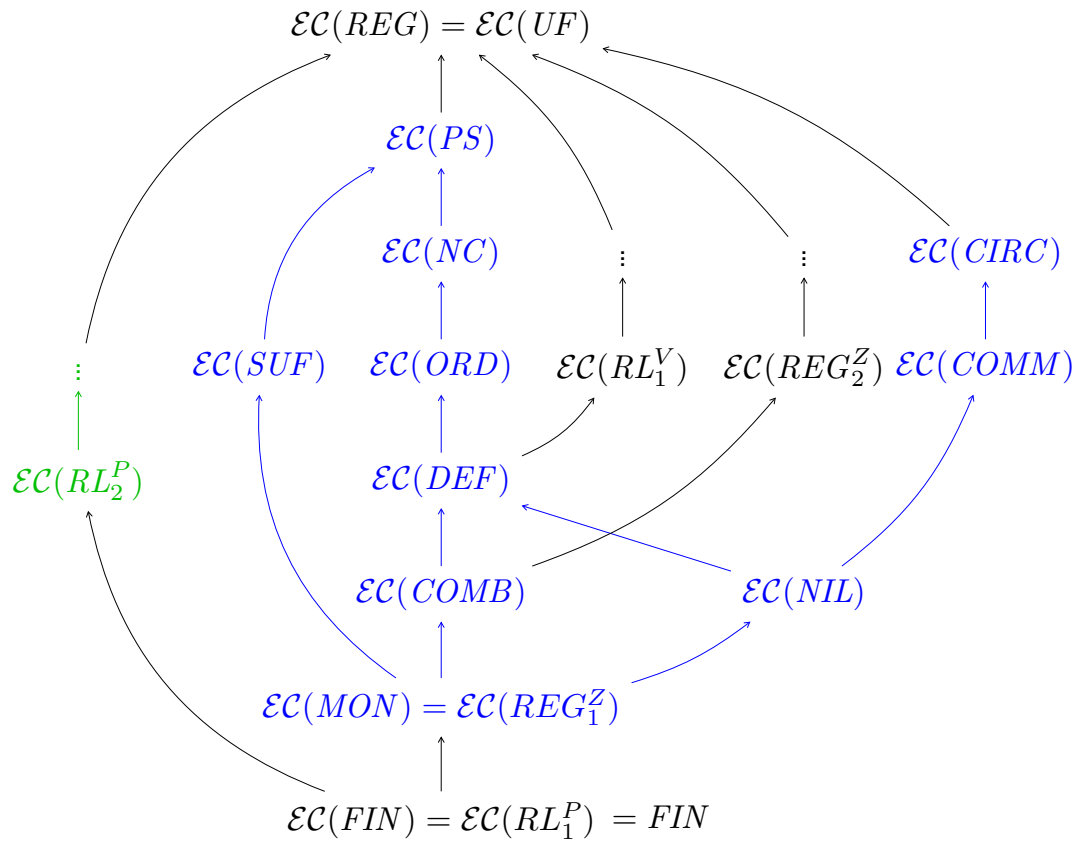 𝓔𝓒(REG) = 𝓔𝓒(UF)
𝓔𝓒(PS)
𝓔𝓒(NC)
⋮
⋮
𝓔𝓒(CIRC)
⋮
𝓔𝓒(SUF)
𝓔𝓒(ORD)
𝓔𝓒(RL₁^V)
𝓔𝓒(REG₂^Z)
𝓔𝓒(COMM)
𝓔𝓒(RL₂^P)
𝓔𝓒(DEF)
𝓔𝓒(COMB)
𝓔𝓒(NIL)
𝓔𝓒(MON) = 𝓔𝓒(REG₁^Z)
𝓔𝓒(FIN) = 𝓔𝓒(RL₁^P) = FIN